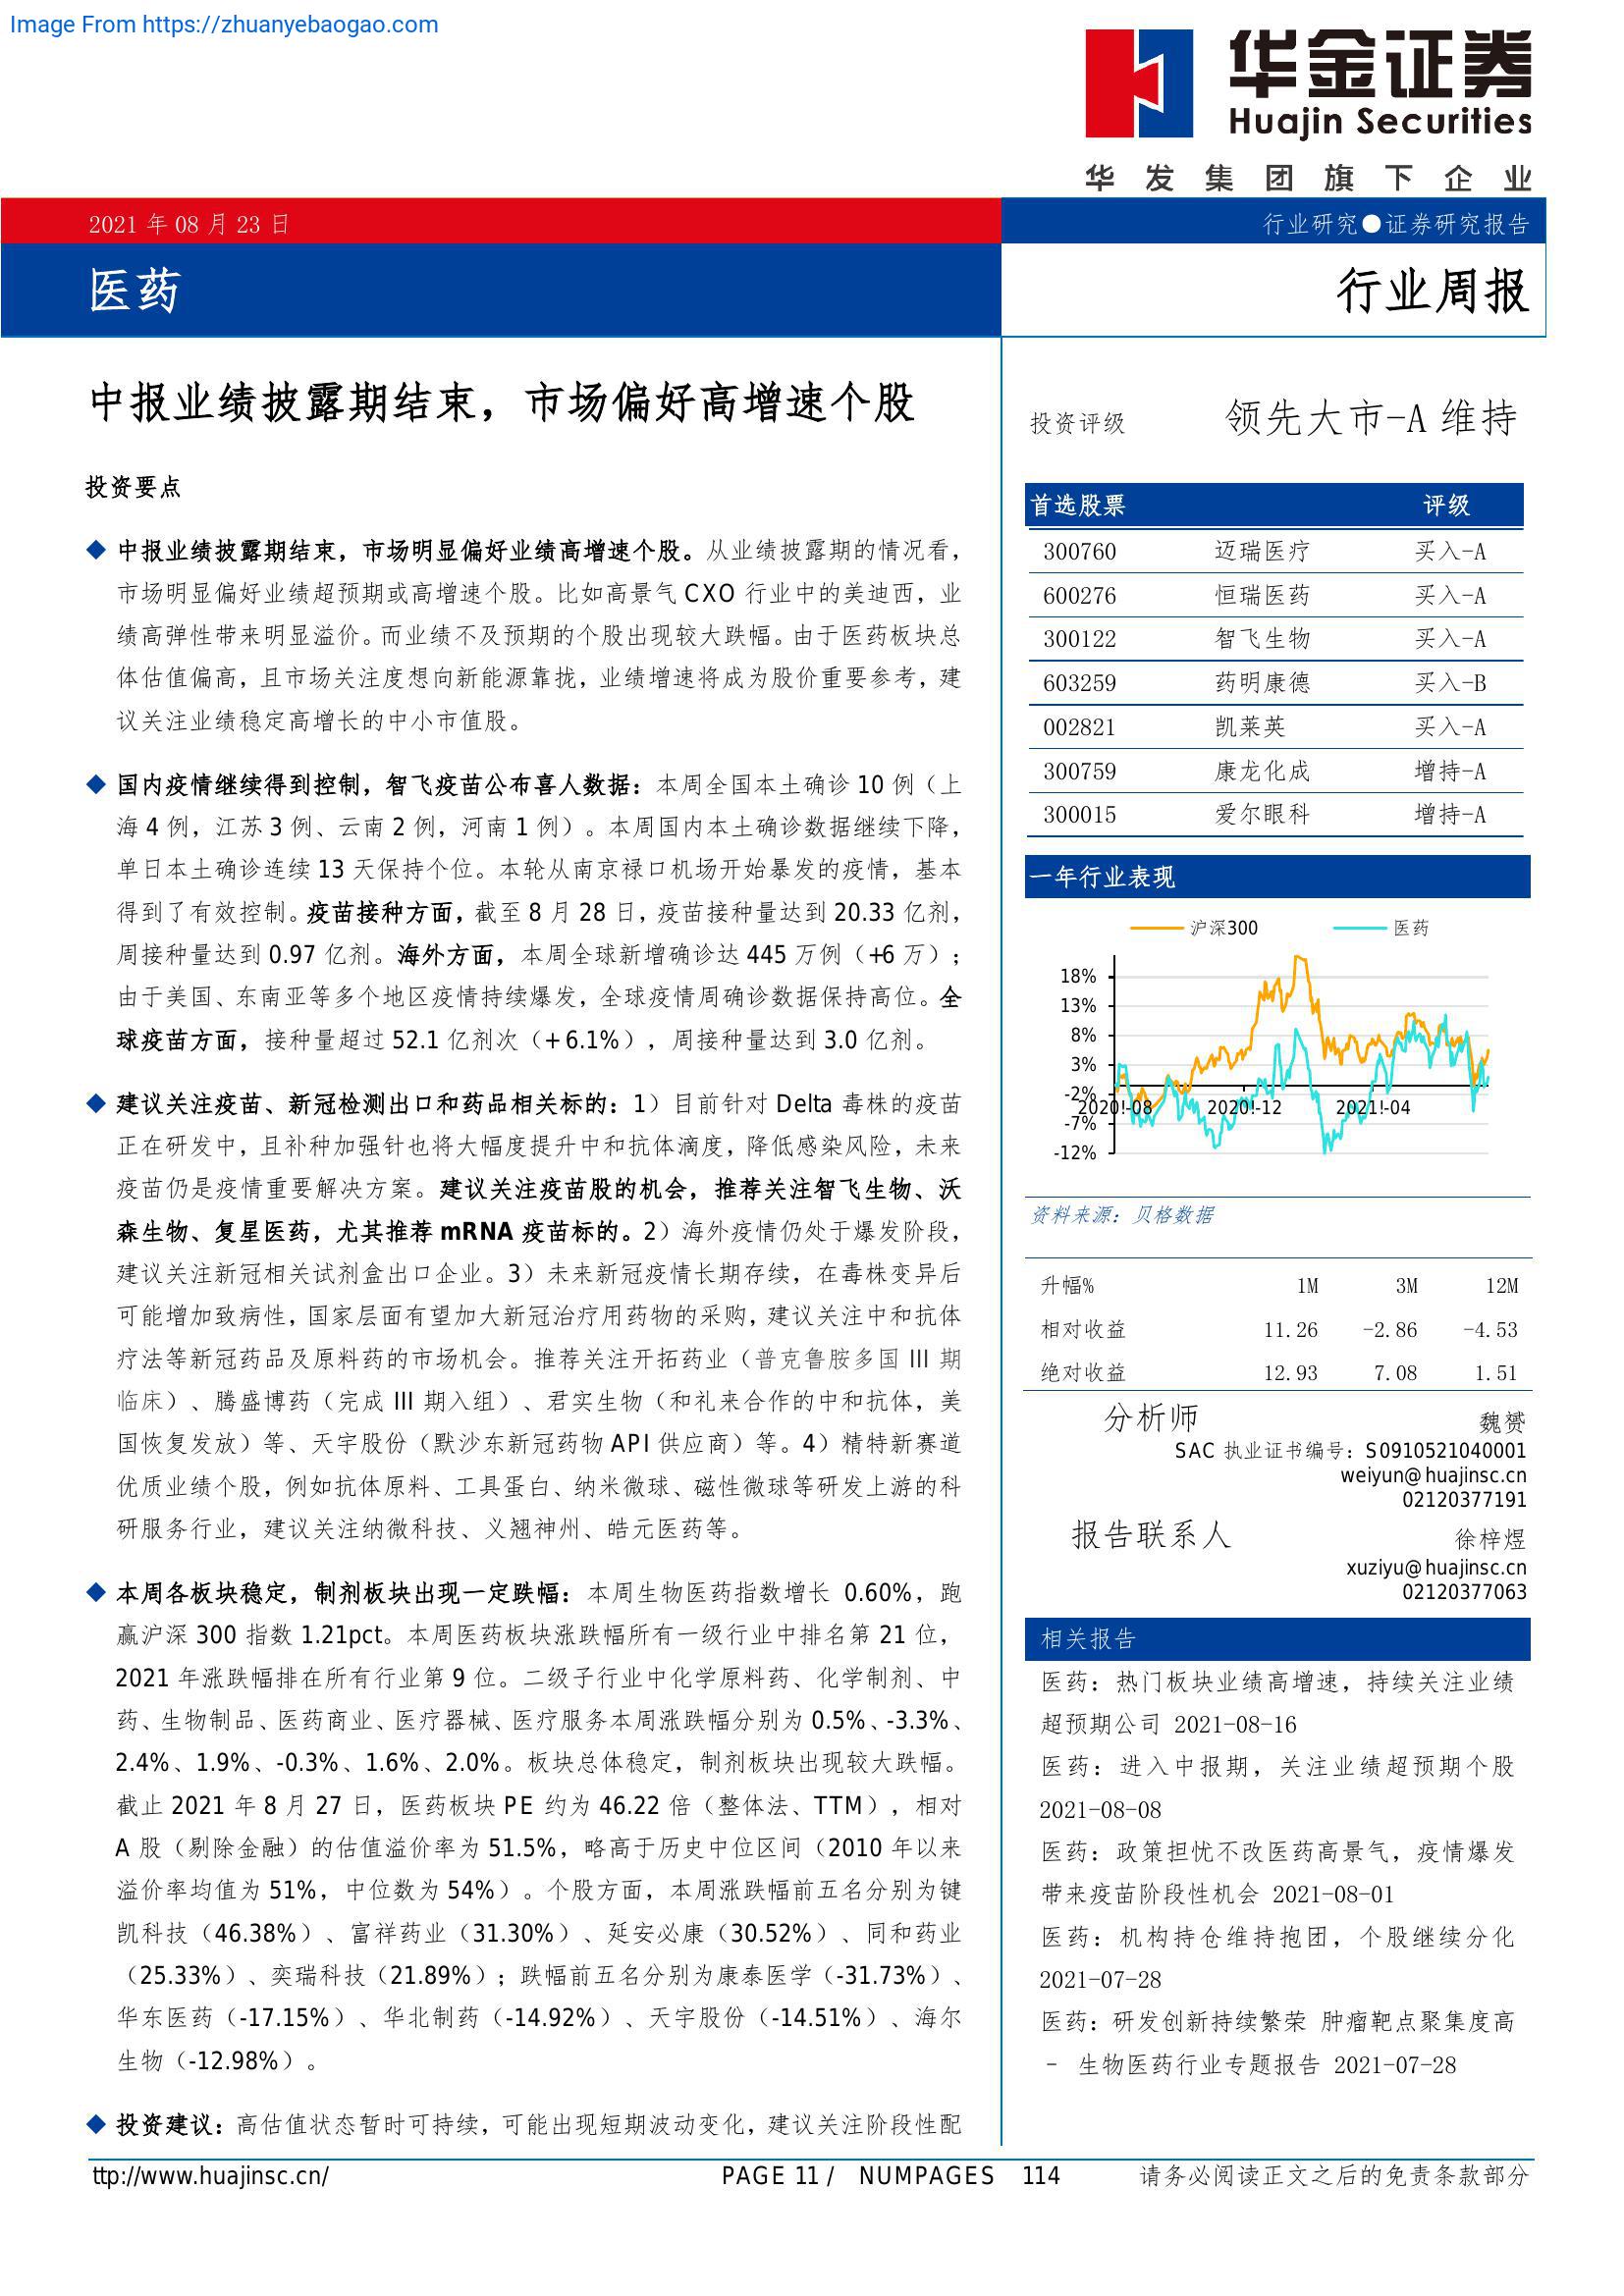 Image From https://zhuanyebaogao.com
华金证券
Huajin Securities
华发集团旗下企业
2021 年 08 月 23 日
行业研究●证券研究报告
医药
行业周报
中报业绩披露期结束，市场偏好高增速个股
投资要点
◆ 中报业绩披露期结束，市场明显偏好业绩高增速个股。从业绩披露期的情况看，
市场明显偏好业绩超预期或高增速个股。比如高景气 CXO 行业中的美迪西，业
绩高弹性带来明显溢价。而业绩不及预期的个股出现较大跌幅。由于医药板块总
体估值偏高，且市场关注度想向新能源靠拢，业绩增速将成为股价重要参考，建
议关注业绩稳定高增长的中小市值股。
◆ 国内疫情继续得到控制，智飞疫苗公布喜人数据：本周全国本土确诊 10 例（上
海 4 例，江苏 3 例、云南 2 例，河南 1 例）。本周国内本土确诊数据继续下降，
单日本土确诊连续 13 天保持个位。本轮从南京禄口机场开始暴发的疫情，基本
得到了有效控制。疫苗接种方面，截至 8 月 28 日，疫苗接种量达到 20.33 亿剂，
周接种量达到 0.97 亿剂。海外方面，本周全球新增确诊达 445 万例（+6 万）；
由于美国、东南亚等多个地区疫情持续爆发，全球疫情周确诊数据保持高位。全
球疫苗方面，接种量超过 52.1 亿剂次（+6.1%），周接种量达到 3.0 亿剂。
◆ 建议关注疫苗、新冠检测出口和药品相关标的：1）目前针对 Delta 毒株的疫苗
正在研发中，且补种加强针也将大幅度提升中和抗体滴度，降低感染风险，未来
疫苗仍是疫情重要解决方案。建议关注疫苗股的机会，推荐关注智飞生物、沃
森生物、复星医药，尤其推荐 mRNA 疫苗标的。2）海外疫情仍处于爆发阶段，
建议关注新冠相关试剂盒出口企业。3）未来新冠疫情长期存续，在毒株变异后
可能增加致病性，国家层面有望加大新冠治疗用药物的采购，建议关注中和抗体
疗法等新冠药品及原料药的市场机会。推荐关注开拓药业（普克鲁胺多国 III 期
临床）、腾盛博药（完成 III 期入组）、君实生物（和礼来合作的中和抗体，美
国恢复发放）等、天宇股份（默沙东新冠药物 API 供应商）等。4）精特新赛道
优质业绩个股，例如抗体原料、工具蛋白、纳米微球、磁性微球等研发上游的科
研服务行业，建议关注纳微科技、义翘神州、皓元医药等。
◆ 本周各板块稳定，制剂板块出现一定跌幅：本周生物医药指数增长 0.60%，跑
赢沪深 300 指数 1.21pct。本周医药板块涨跌幅所有一级行业中排名第 21 位，
2021 年涨跌幅排在所有行业第 9 位。二级子行业中化学原料药、化学制剂、中
药、生物制品、医药商业、医疗器械、医疗服务本周涨跌幅分别为 0.5%、-3.3%、
2.4%、1.9%、-0.3%、1.6%、2.0%。板块总体稳定，制剂板块出现较大跌幅。
截止 2021 年 8 月 27 日，医药板块 PE 约为 46.22 倍（整体法、TTM），相对
A 股（剔除金融）的估值溢价率为 51.5%，略高于历史中位区间（2010 年以来
溢价率均值为 51%，中位数为 54%）。个股方面，本周涨跌幅前五名分别为键
凯科技（46.38%）、富祥药业（31.30%）、延安必康（30.52%）、同和药业
（25.33%）、奕瑞科技（21.89%）；跌幅前五名分别为康泰医学（-31.73%）、
华东医药（-17.15%）、华北制药（-14.92%）、天宇股份（-14.51%）、海尔
生物（-12.98%）。
◆ 投资建议：高估值状态暂时可持续，可能出现短期波动变化，建议关注阶段性配
投资评级 领先大市-A 维持
首选股票 评级
300760 迈瑞医疗 买入-A
600276 恒瑞医药 买入-A
300122 智飞生物 买入-A
603259 药明康德 买入-B
002821 凯莱英 买入-A
300759 康龙化成 增持-A
300015 爱尔眼科 增持-A
一年行业表现
沪深300 医药
18%
13%
8%
3%
-2%
2020!-08 2020!-12 2021!-04
-7%
-12%
资料来源：贝格数据
升幅% 1M 3M 12M
相对收益 11.26 -2.86 -4.53
绝对收益 12.93 7.08 1.51
分析师 魏赟
SAC 执业证书编号：S0910521040001
weiyun@huajinsc.cn
02120377191
报告联系人 徐梓煜
xuziyu@huajinsc.cn
02120377063
相关报告
医药：热门板块业绩高增速，持续关注业绩
超预期公司 2021-08-16
医药：进入中报期，关注业绩超预期个股
2021-08-08
医药：政策担忧不改医药高景气，疫情爆发
带来疫苗阶段性机会 2021-08-01
医药：机构持仓维持抱团，个股继续分化
2021-07-28
医药：研发创新持续繁荣 肿瘤靶点聚集度高
- 生物医药行业专题报告 2021-07-28
ttp://www.huajinsc.cn/ PAGE 11 / NUMPAGES 114 请务必阅读正文之后的免责条款部分